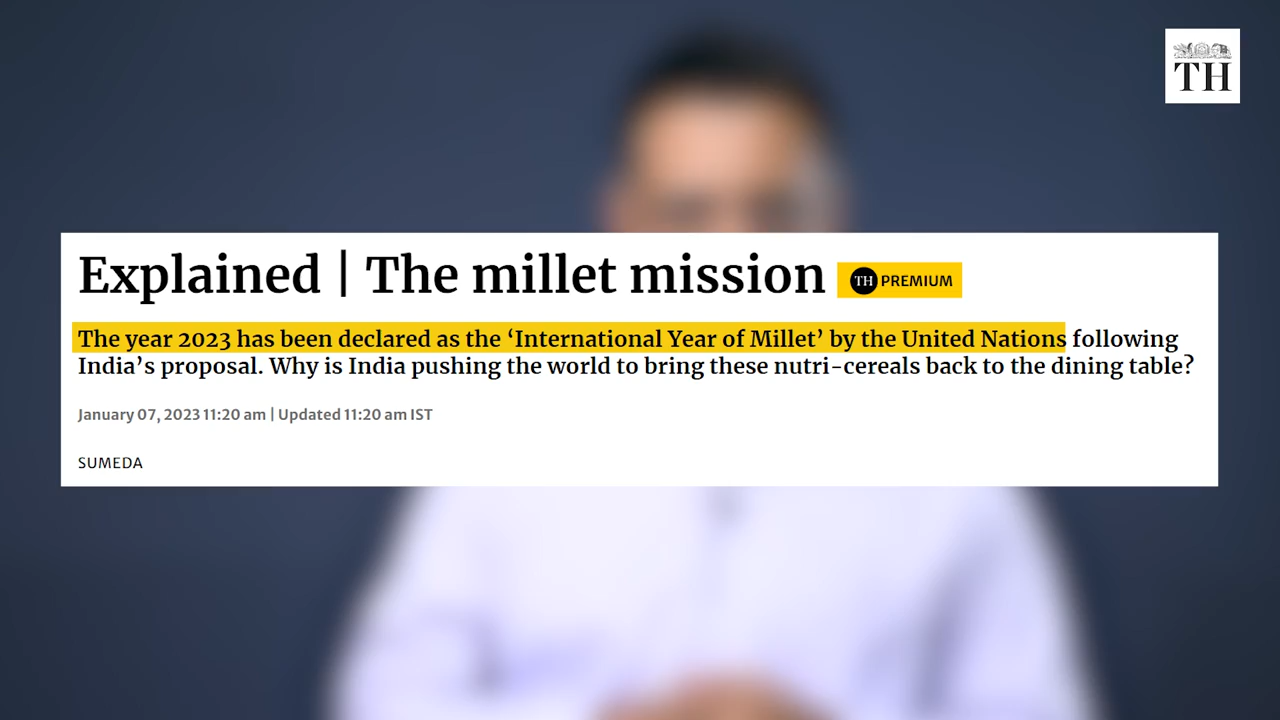 TH
Explained | The millet mission TH PREMIUM
The year 2023 has been declared as the ‘International Year of Millet’ by the United Nations following
India’s proposal. Why is India pushing the world to bring these nutri-cereals back to the dining table?
January 07, 2023 11:20 am | Updated 11:20 am IST
SUMEDA